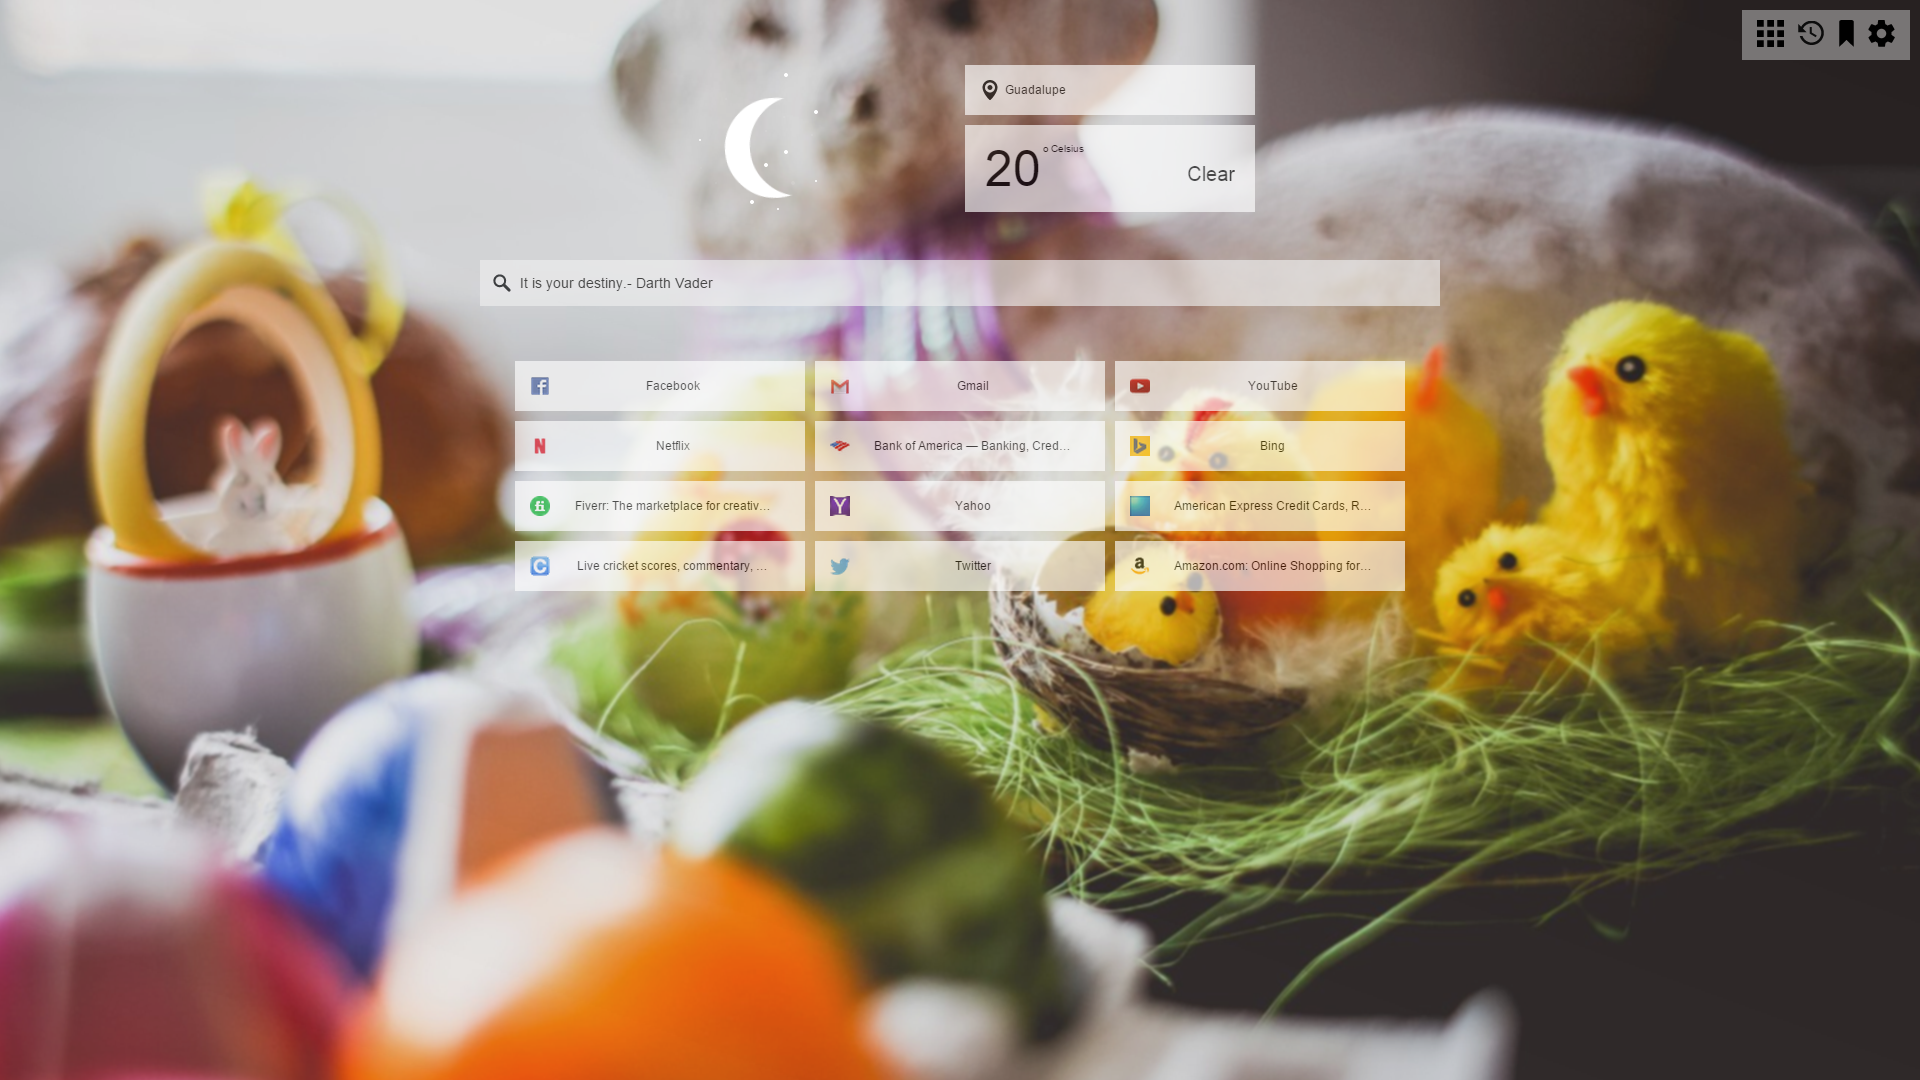 Guadalupe
20 o Celsius
Clear
It is your destiny.- Darth Vader
Facebook
Gmail
YouTube
Netflix
Bank of America — Banking, Cred...
Bing
Fiverr: The marketplace for creativ...
Yahoo
American Express Credit Cards, R...
Live cricket scores, commentary, ...
Twitter
Amazon.com: Online Shopping for...